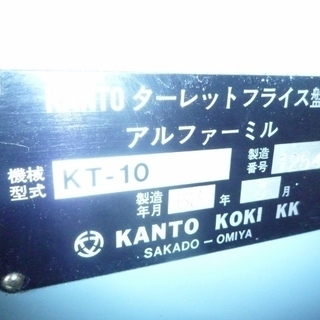 KANTO ターレットフライス盤
アルファーミル
機械型式 KT-10 製造番号
製造年月 年 月
KANTO KOKI KK
SAKADO – OMIYA